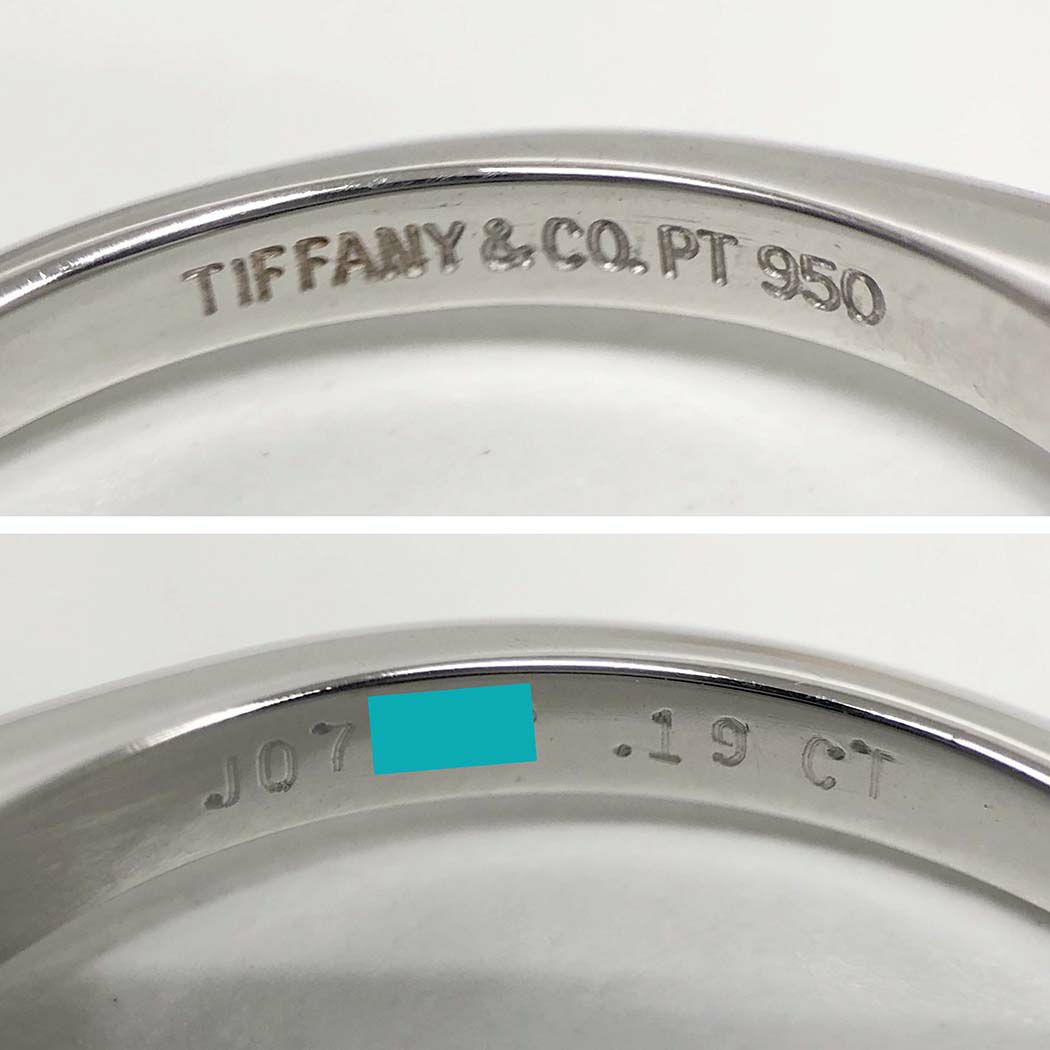 TIFFANY & CO. PT 950
J07 .19 CT